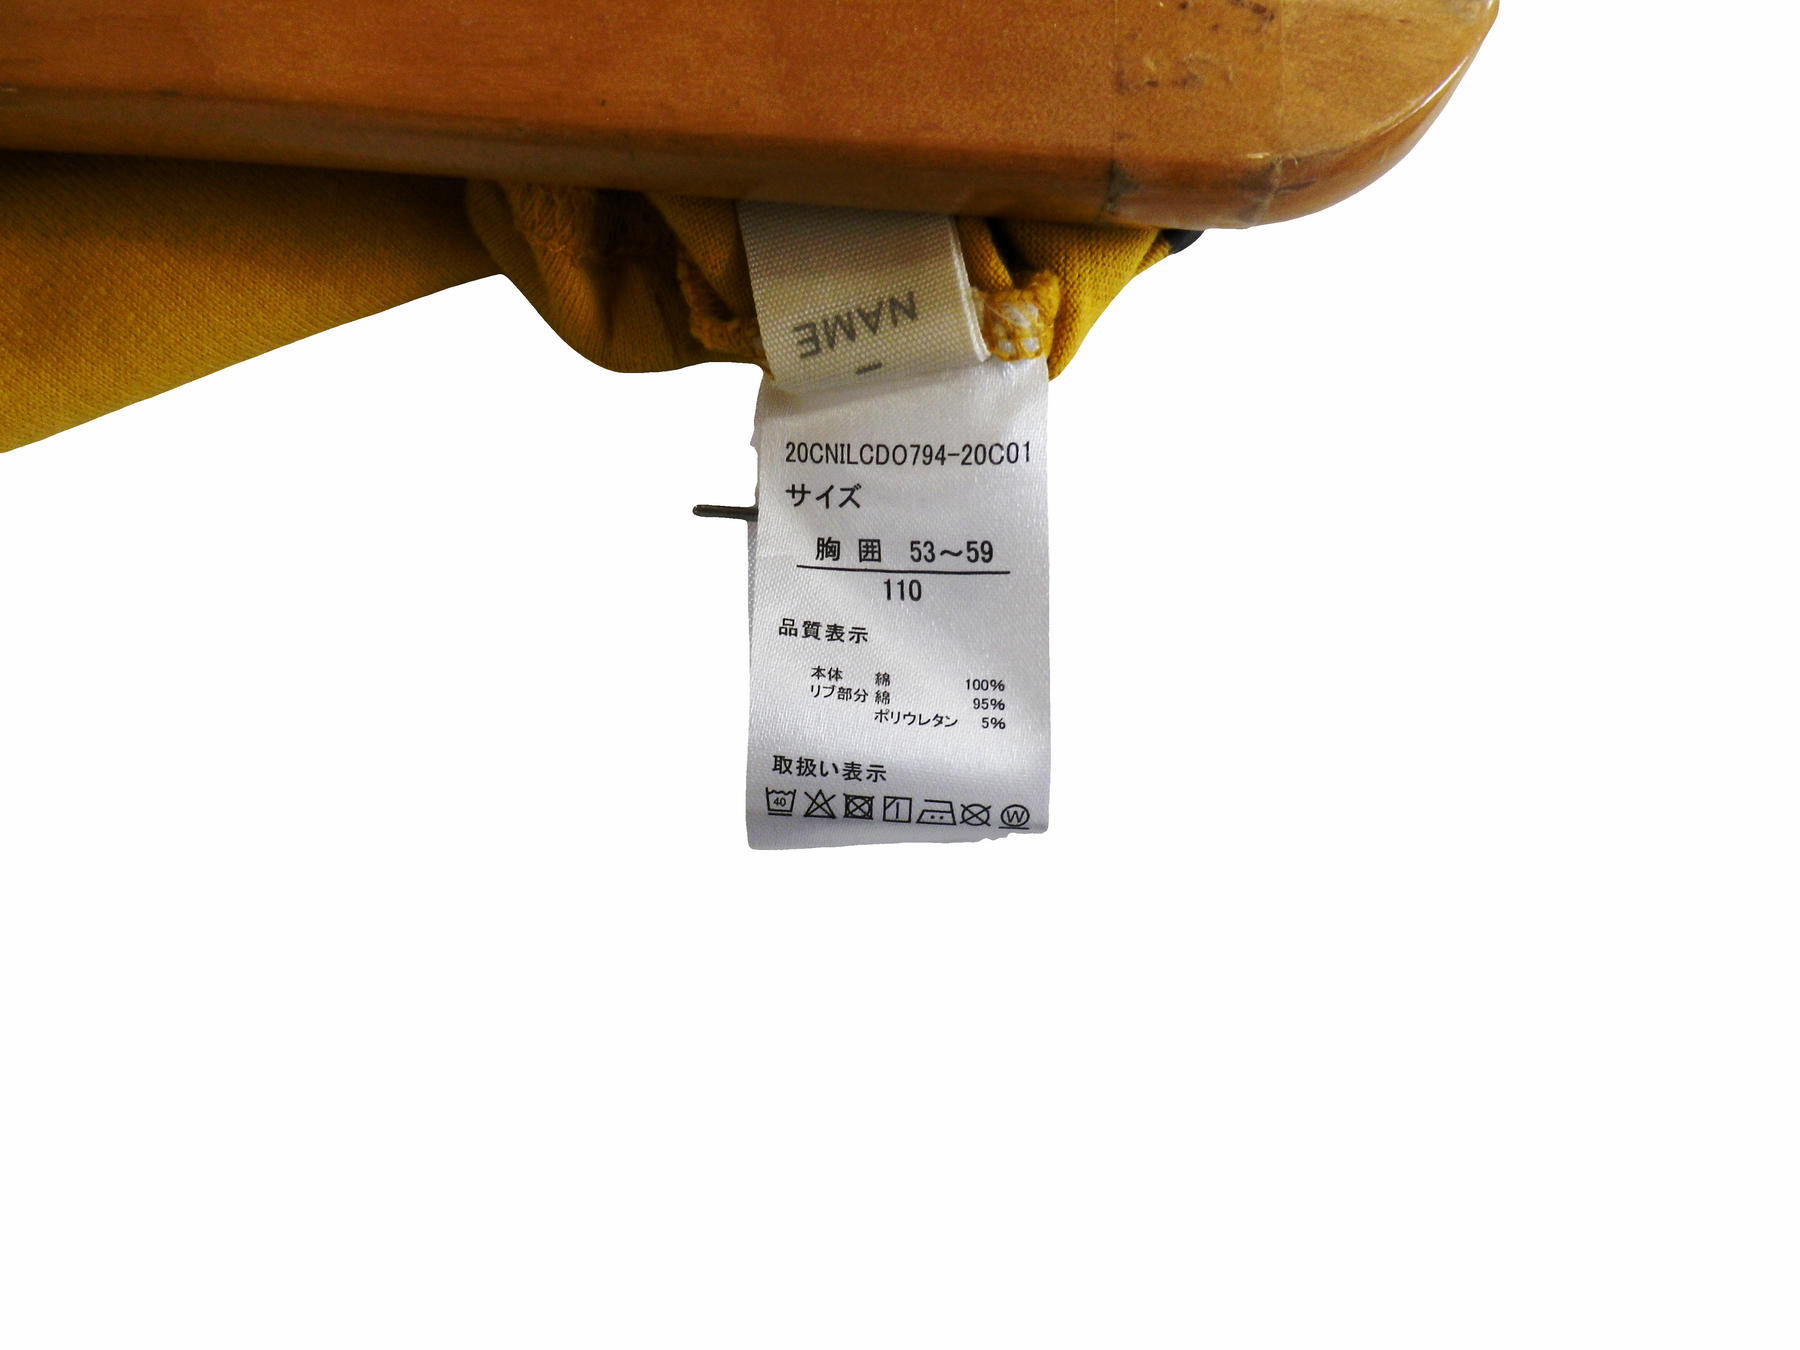 NAME
20CNILCDO794-20C01
サイズ
胸 囲 53～59
110
品質表示
本体 綿 100%
リブ部分 綿 95%
ポリウレタン 5%
取扱い表示
40 W